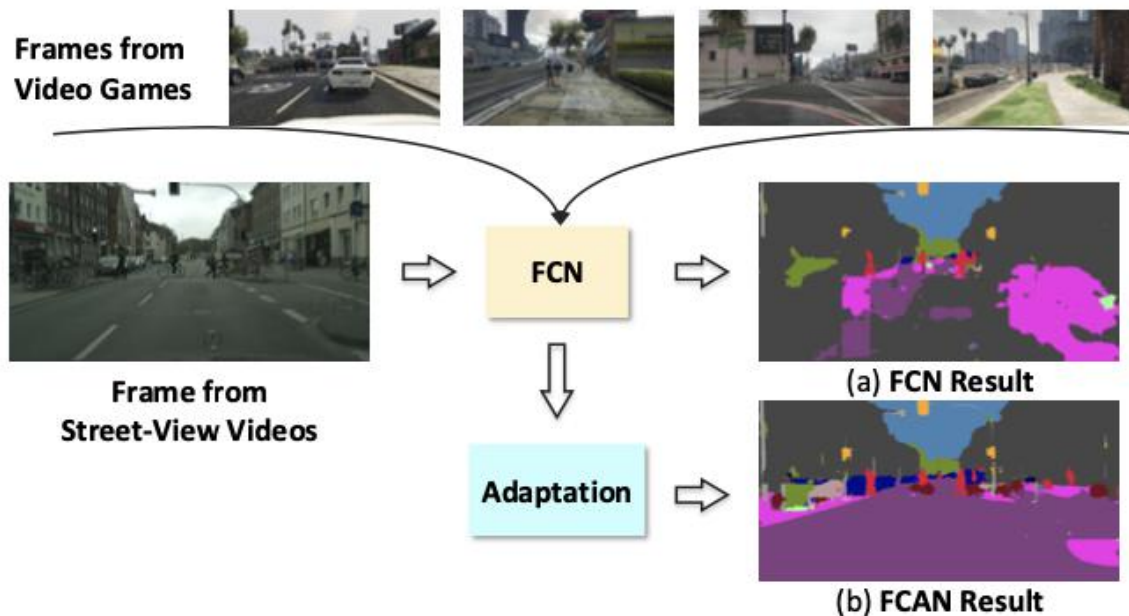 Frames from
Video Games
FCN
(a) FCN Result
Frame from
Street-View Videos
Adaptation
(b) FCAN Result